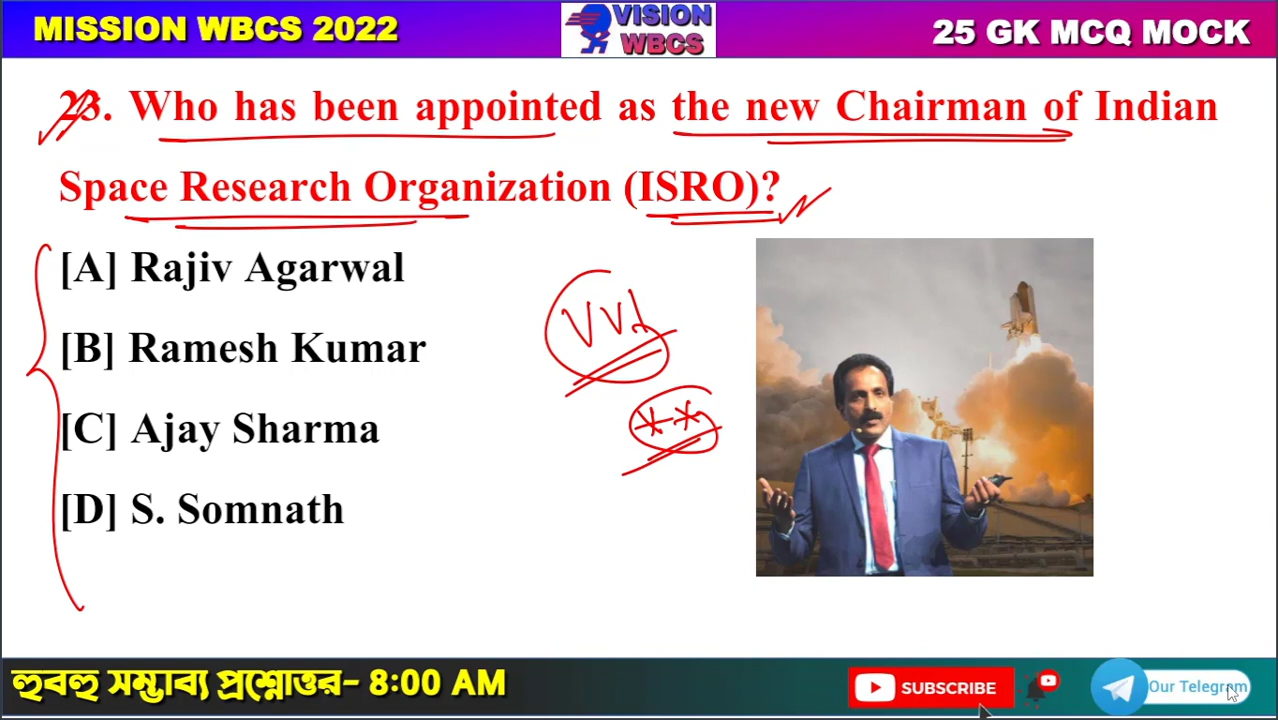 MISSION WBCS 2022
VISION
WBCS
25 GK MCQ MOCK
23. Who has been appointed as the new Chairman of Indian
Space Research Organization (ISRO)?
[A] Rajiv Agarwal
[B] Ramesh Kumar
[C] Ajay Sharma
[D] S. Somnath
VVI
**
হুবহু সম্ভাব্য প্রশ্নোত্তর- 8:00 AM
SUBSCRIBE
Our Telegram